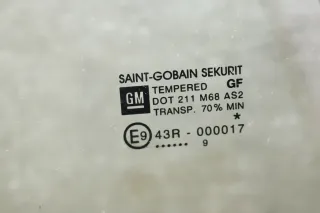 SAINT-GOBAIN SEKURIT
GM TEMPERED GF
DOT 211 M68 AS2
TRANSP. 70% MIN
*
E9 43R - 000017
•••••• 9